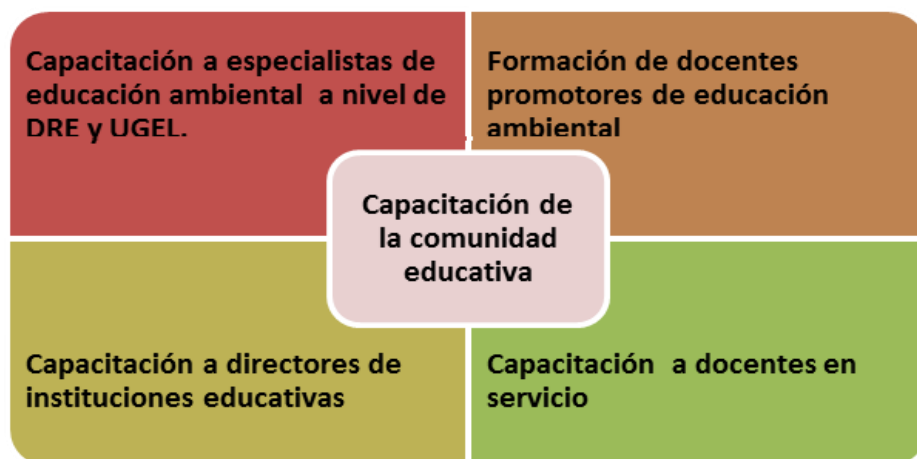 Capacitación a especialistas de
educación ambiental a nivel de
DRE y UGEL.
Formación de docentes
promotores de educación
ambiental
Capacitación de
la comunidad
educativa
Capacitación a directores de
instituciones educativas
Capacitación a docentes en
servicio